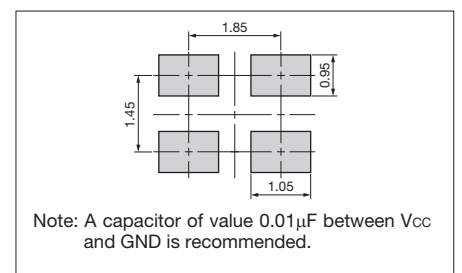 1.85
0.95
1.45
1.05
Note: A capacitor of value 0.01μF between Vcc
and GND is recommended.